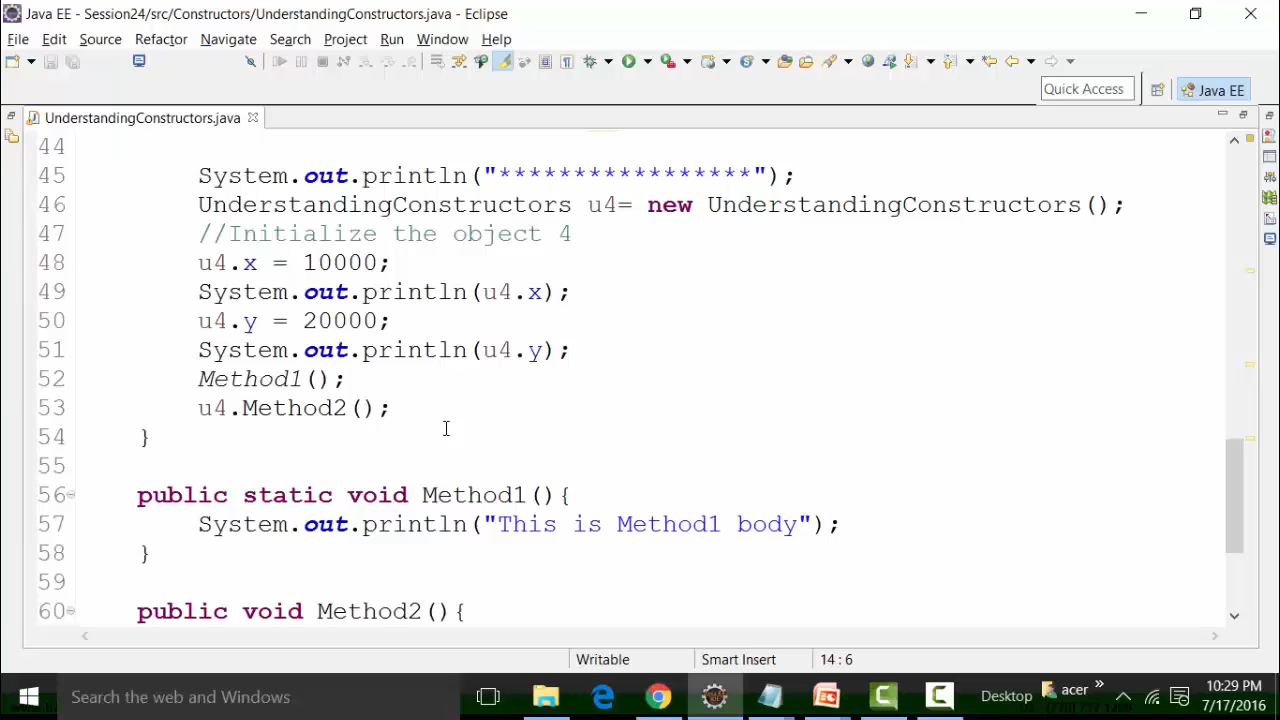 Java EE - Session24/src/Constructors/UnderstandingConstructors.java - Eclipse
File Edit Source Refactor Navigate Search Project Run Window Help
Quick Access
Java EE
UnderstandingConstructors.java
44
45 System.out.println("*****************");
46 UnderstandingConstructors u4= new UnderstandingConstructors();
47 //Initialize the object 4
48 u4.x = 10000;
49 System.out.println(u4.x);
50 u4.y = 20000;
51 System.out.println(u4.y);
52 Method1();
53 u4.Method2();
54 }
55
56 public static void Method1(){
57 System.out.println("This is Method1 body");
58 }
59
60 public void Method2(){
Writable Smart Insert 14 : 6
Search the web and Windows
Desktop
acer
10:29 PM
7/17/2016